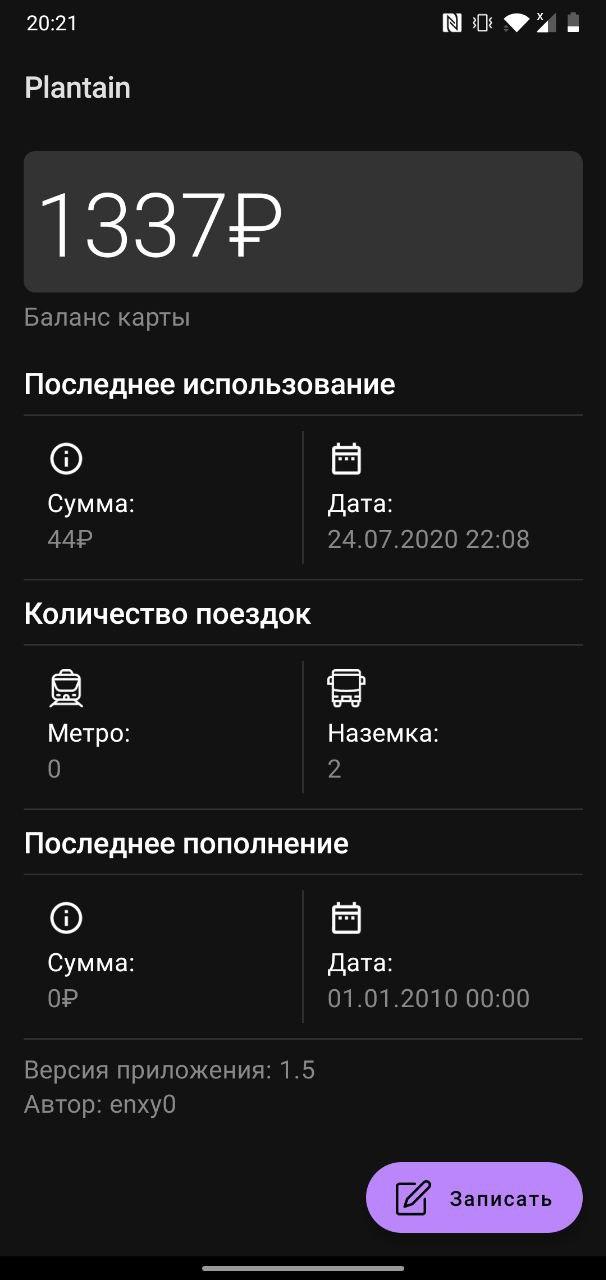 20:21
Plantain
1337₽
Баланс карты
Последнее использование
Сумма:
44₽
Дата:
24.07.2020 22:08
Количество поездок
Метро:
0
Наземка:
2
Последнее пополнение
Сумма:
0₽
Дата:
01.01.2010 00:00
Версия приложения: 1.5
Автор: enxy0
Записать